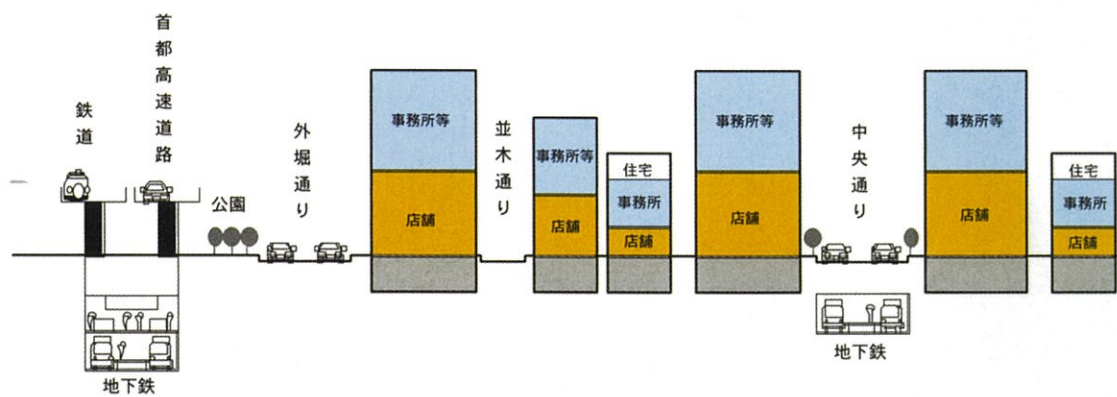 鉄道
首都高速道路
公園
外堀通り
事務所等
店舗
並木通り
事務所等
店舗
住宅
事務所
店舗
事務所等
店舗
中央通り
事務所等
店舗
住宅
事務所
店舗
地下鉄
地下鉄